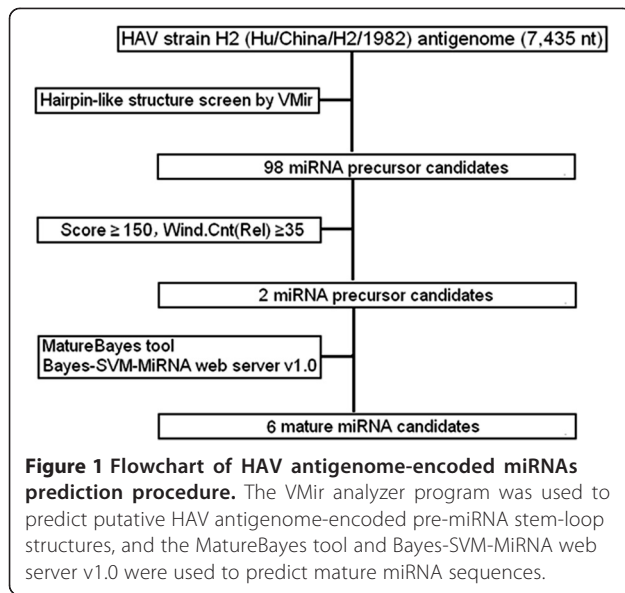 HAV strain H2 (Hu/China/H2/1982) antigenome (7,435 nt)
Hairpin-like structure screen by VMir
98 miRNA precursor candidates
Score ≥ 150, Wind.Cnt(Rel) ≥35
2 miRNA precursor candidates
MatureBayes tool
Bayes-SVM-MiRNA web server v1.0
6 mature miRNA candidates
Figure 1 Flowchart of HAV antigenome-encoded miRNAs
prediction procedure. The VMir analyzer program was used to
predict putative HAV antigenome-encoded pre-miRNA stem-loop
structures, and the MatureBayes tool and Bayes-SVM-MiRNA web
server v1.0 were used to predict mature miRNA sequences.